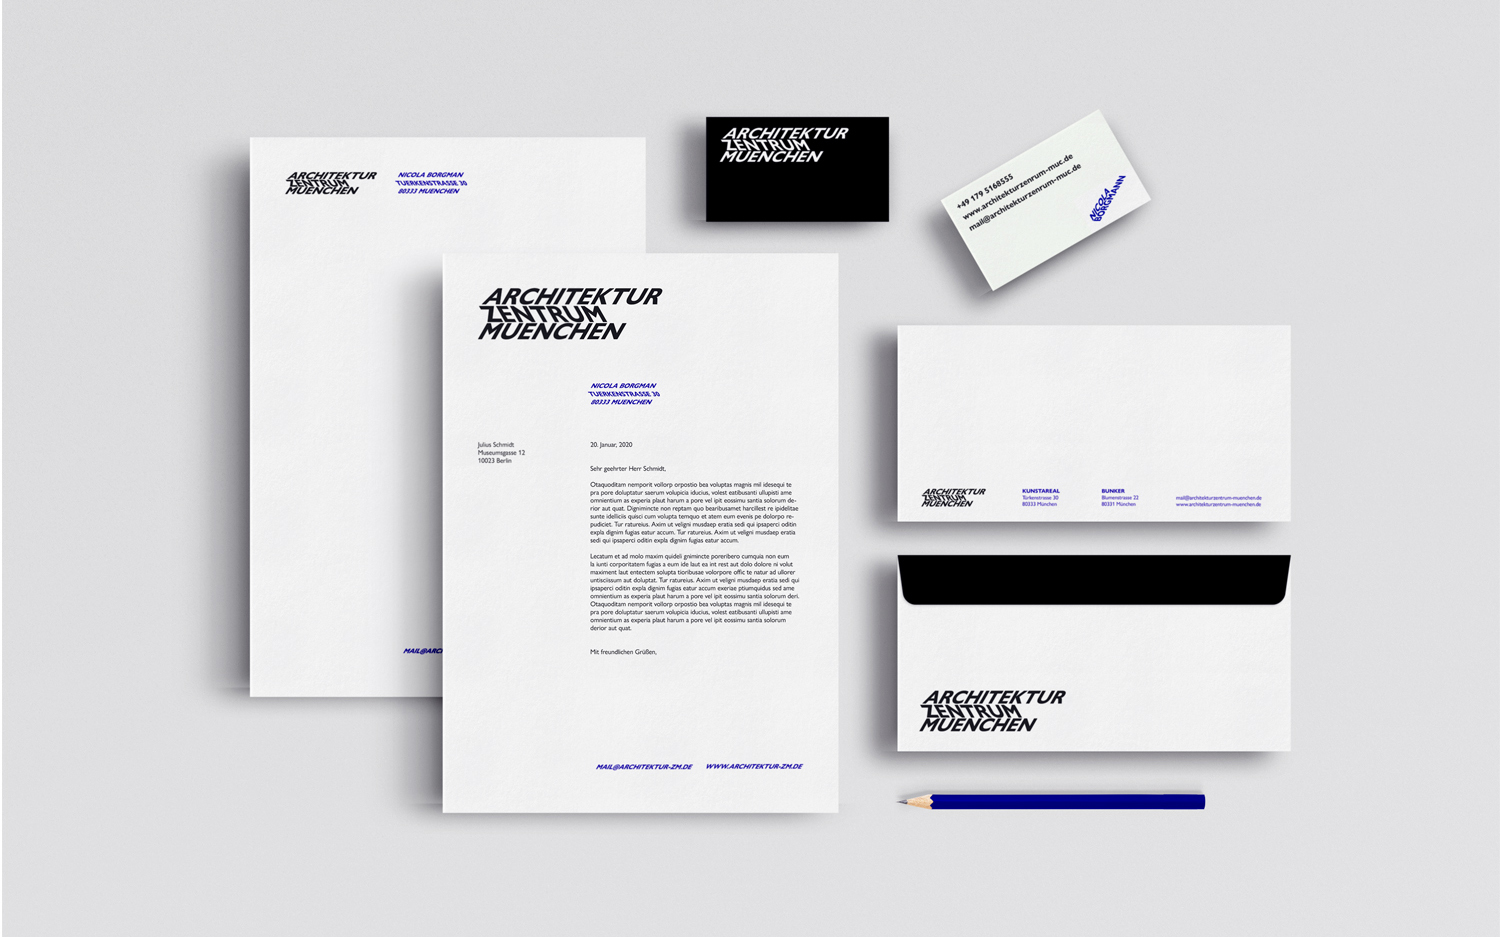 ARCHITEKTUR
ZENTRUM
MUENCHEN
NICOLA BORGMAN
TUERKENSTRASSE 30
80333 MUENCHEN
MAIL@ARC
ARCHITEKTUR
ZENTRUM
MUENCHEN
NICOLA BORGMAN
TUERKENSTRASSE 30
80333 MUENCHEN
Julius Schmidt
Museumsgasse 12
10023 Berlin
20. Januar, 2020
Sehr geehrter Herr Schmidt,
Otaquoditam nemporit vollorp orpostio bea voluptas magnis mil idesequi te
pra pore doluptatur saerum volupicia iducius, volest eatibusanti ullupisti ame
omnientium as experia plaut harum a pore vel ipit eossimu santia solorum de-
rior aut quat. Dignimincte non reptam quo bearibusamet harcillest re ipidelitae
sunte idelliciis quisci cum volupta temquo et atem eum evenis pe dolorpo re-
pudiciet. Tur ratureius. Axim ut veligni musdaep eratia sedi qui ipsaperci oditin
expla dignim fugias eatur accum. Tur ratureius. Axim ut veligni musdaep eratia
sedi qui ipsaperci oditin expla dignim fugias eatur accum.
Lecatum et ad molo maxim quideli gnimincte poreribero cumquia non eum
la iunti corporitatem fugias a eum ide laut ea int rest aut dolo dolore ni volut
maximent laut entectem solupta tioribusae volorpore offic te natur ad ullorer
untisciusm aut doluptat. Tur ratureius. Axim ut veligni musdaep eratia sedi qui
ipsaperci oditin expla dignim fugias eatur accum exeriae ptiumquidus sed ame
omnientium as experia plaut harum a pore vel ipit eossimu santia solorum deri.
Otaquoditam nemporit vollorp orpostio bea voluptas magnis mil idesequi te
pra pore doluptatur saerum volupicia iducius, volest eatibusanti ullupisti ame
omnientium as experia plaut harum a pore vel ipit eossimu santia solorum
derior aut quat.
Mit freundlichen Grüßen,
MAIL@ARCHITEKTUR-ZM.DE WWW.ARCHITEKTUR-ZM.DE
ARCHITEKTUR
ZENTRUM
MUENCHEN
+49 179 5168555
www.architekturzenrum-muc.de
mail@architekturzenrum-muc.de
NICOLA
BORGMANN
ARCHITEKTUR
ZENTRUM
MUENCHEN
KUNSTAREAL
Türkenstrasse 30
80333 München
BUNKER
Blumenstrasse 22
80331 München
mail@architekturzentrum-muenchen.de
www.architekturzentrum-muenchen.de
ARCHITEKTUR
ZENTRUM
MUENCHEN